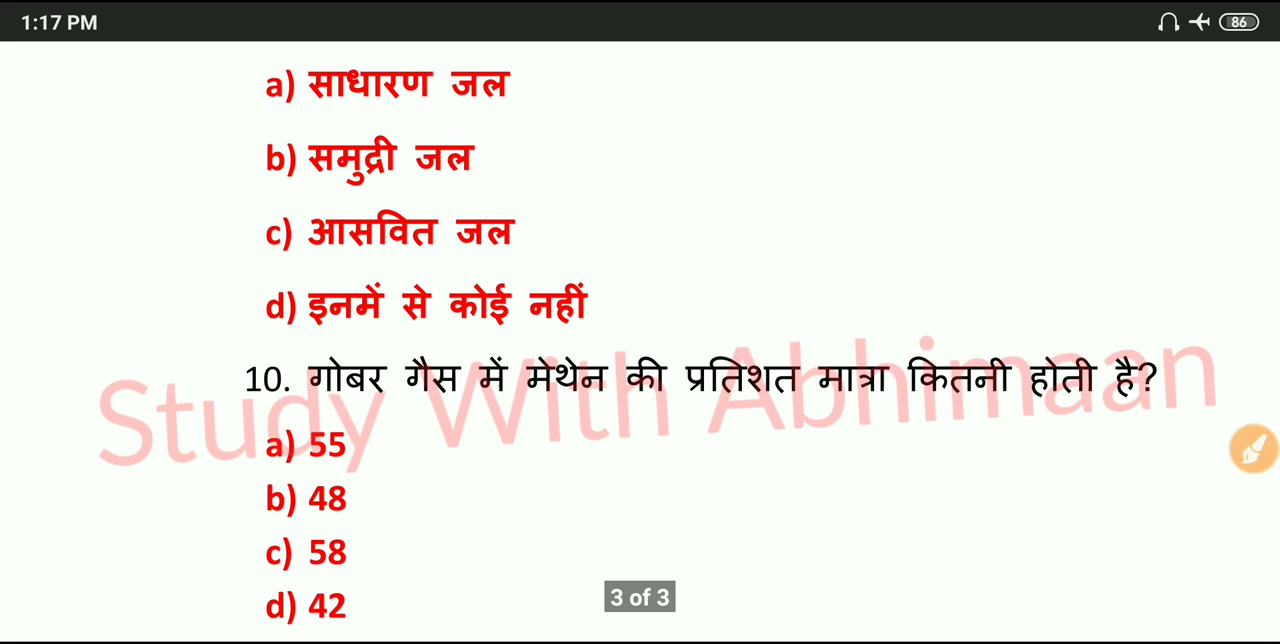 1:17 PM
86
a) साधारण जल
b) समुद्री जल
c) आसवित जल
d) इनमें से कोई नहीं
10. गोबर गैस में मेथेन की प्रतिशत मात्रा कितनी होती है?
Study With Abhimaan
a) 55
b) 48
c) 58
d) 42
3 of 3